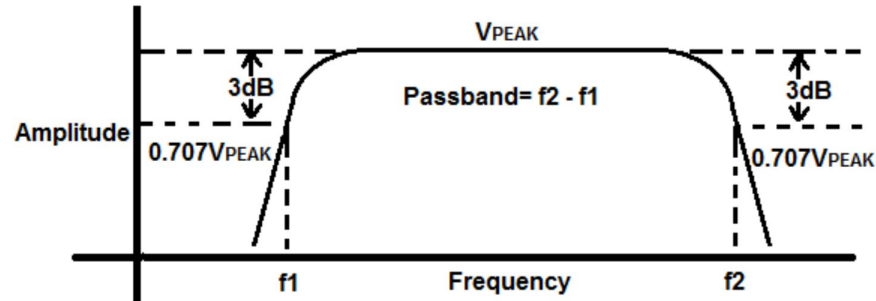 VPEAK
3dB
3dB
Passband= f2 - f1
Amplitude
0.707VPEAK
0.707VPEAK
f1
Frequency
f2